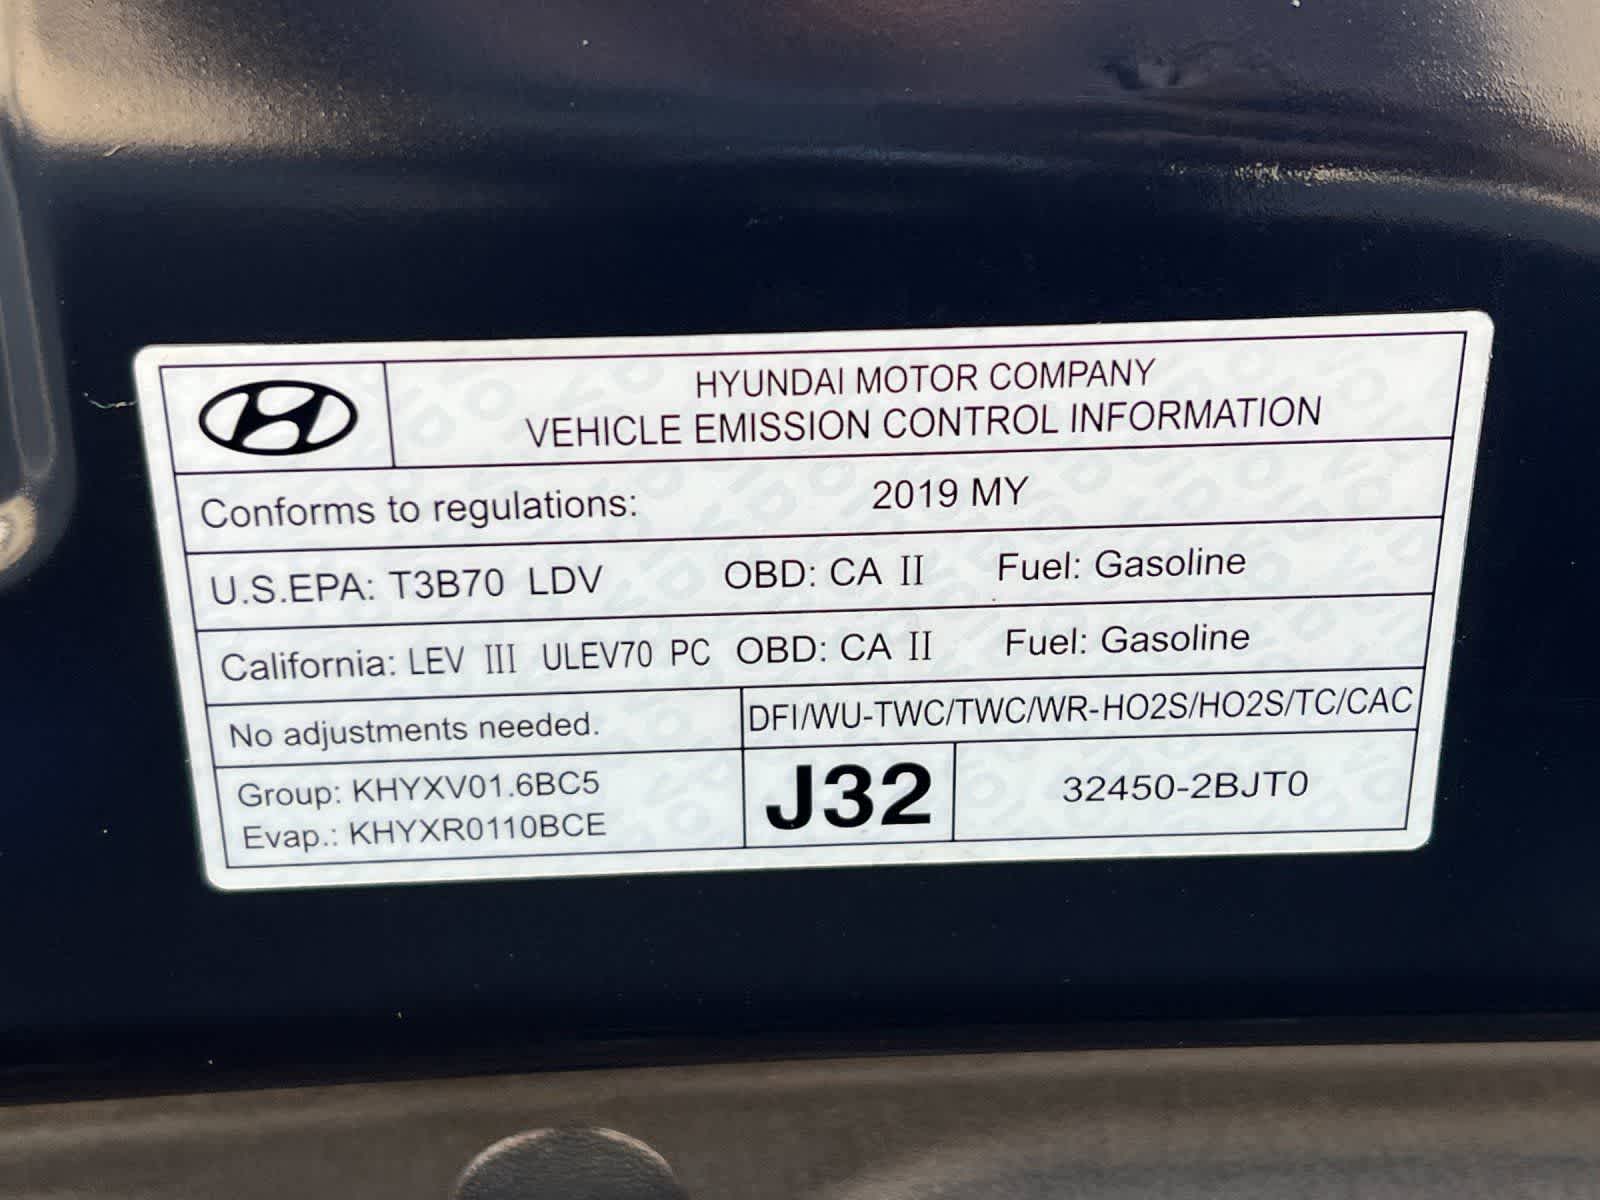 HYUNDAI MOTOR COMPANY
VEHICLE EMISSION CONTROL INFORMATION
Conforms to regulations: 2019 MY
U.S.EPA: T3B70 LDV OBD: CA II Fuel: Gasoline
California: LEV III ULEV70 PC OBD: CA II Fuel: Gasoline
No adjustments needed. DFI/WU-TWC/TWC/WR-HO2S/HO2S/TC/CAC
Group: KHYXV01.6BC5
Evap.: KHYXR0110BCE
J32 32450-2BJT0